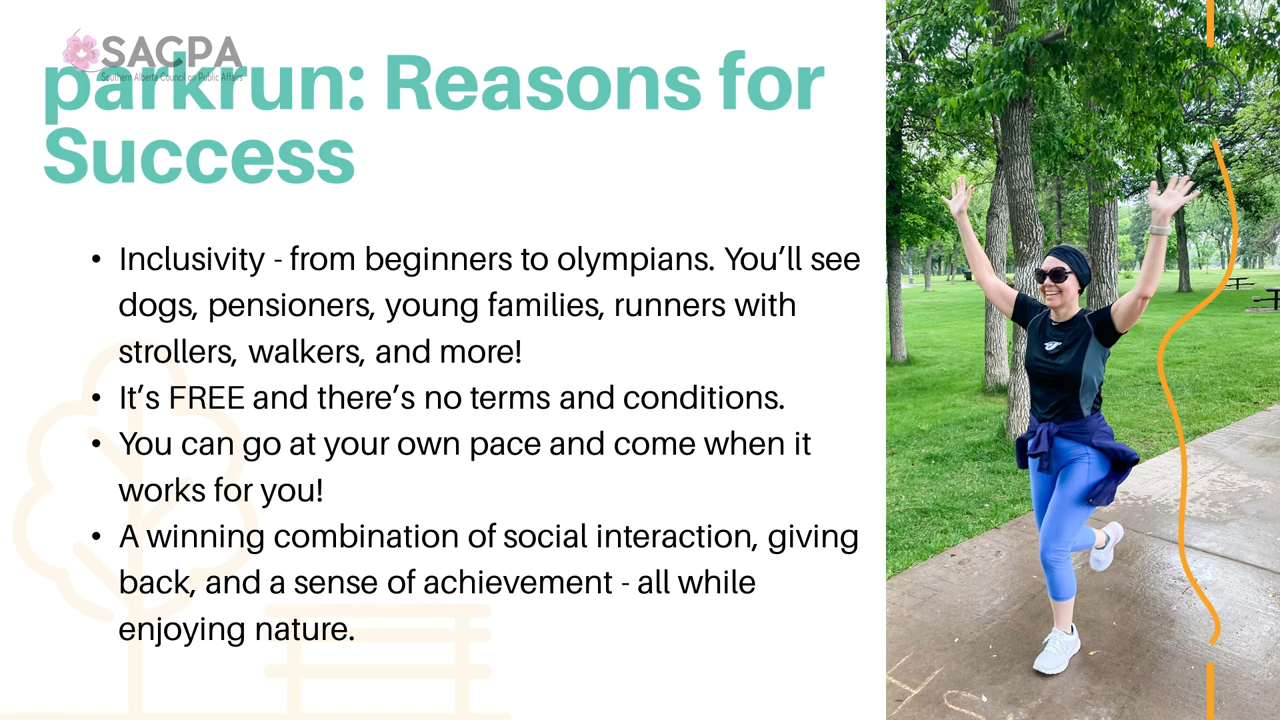 SACPA
Southern Alberta Council on Public Affairs
parkrun: Reasons for
Success
• Inclusivity - from beginners to olympians. You’ll see
dogs, pensioners, young families, runners with
strollers, walkers, and more!
• It’s FREE and there’s no terms and conditions.
• You can go at your own pace and come when it
works for you!
• A winning combination of social interaction, giving
back, and a sense of achievement - all while
enjoying nature.